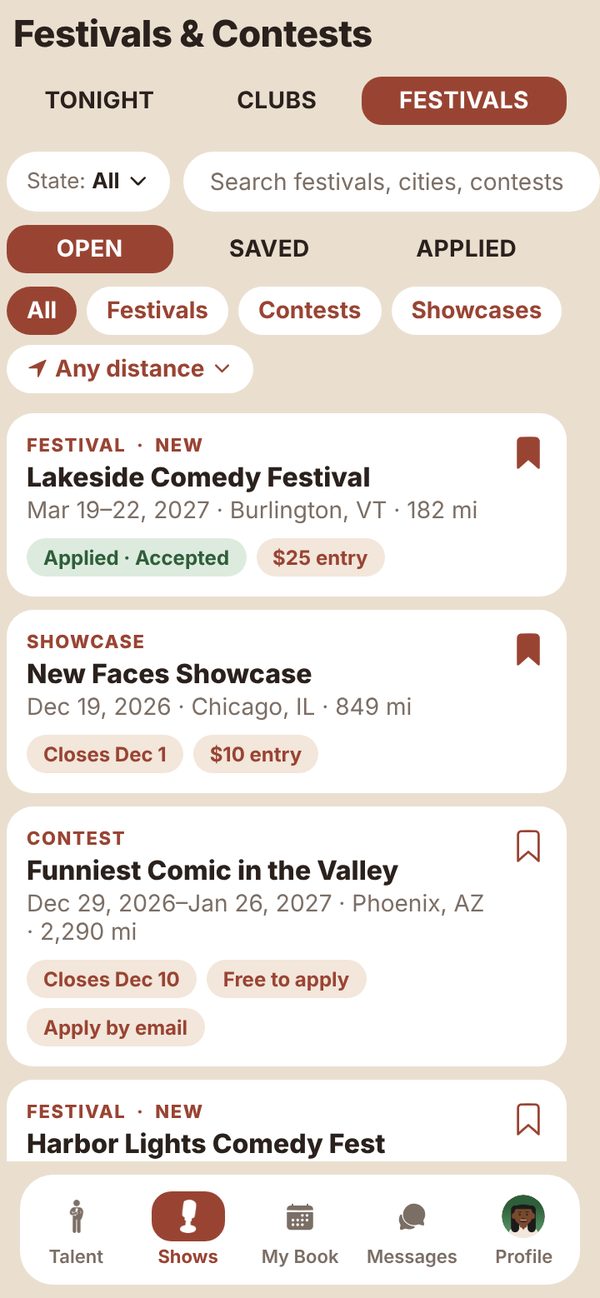 Festivals & Contests
TONIGHT CLUBS FESTIVALS
State: All Search festivals, cities, contests
OPEN SAVED APPLIED
All Festivals Contests Showcases
Any distance
FESTIVAL · NEW
Lakeside Comedy Festival
Mar 19–22, 2027 · Burlington, VT · 182 mi
Applied · Accepted $25 entry
SHOWCASE
New Faces Showcase
Dec 19, 2026 · Chicago, IL · 849 mi
Closes Dec 1 $10 entry
CONTEST
Funniest Comic in the Valley
Dec 29, 2026–Jan 26, 2027 · Phoenix, AZ
· 2,290 mi
Closes Dec 10 Free to apply
Apply by email
FESTIVAL · NEW
Harbor Lights Comedy Fest
Talent Shows My Book Messages Profile